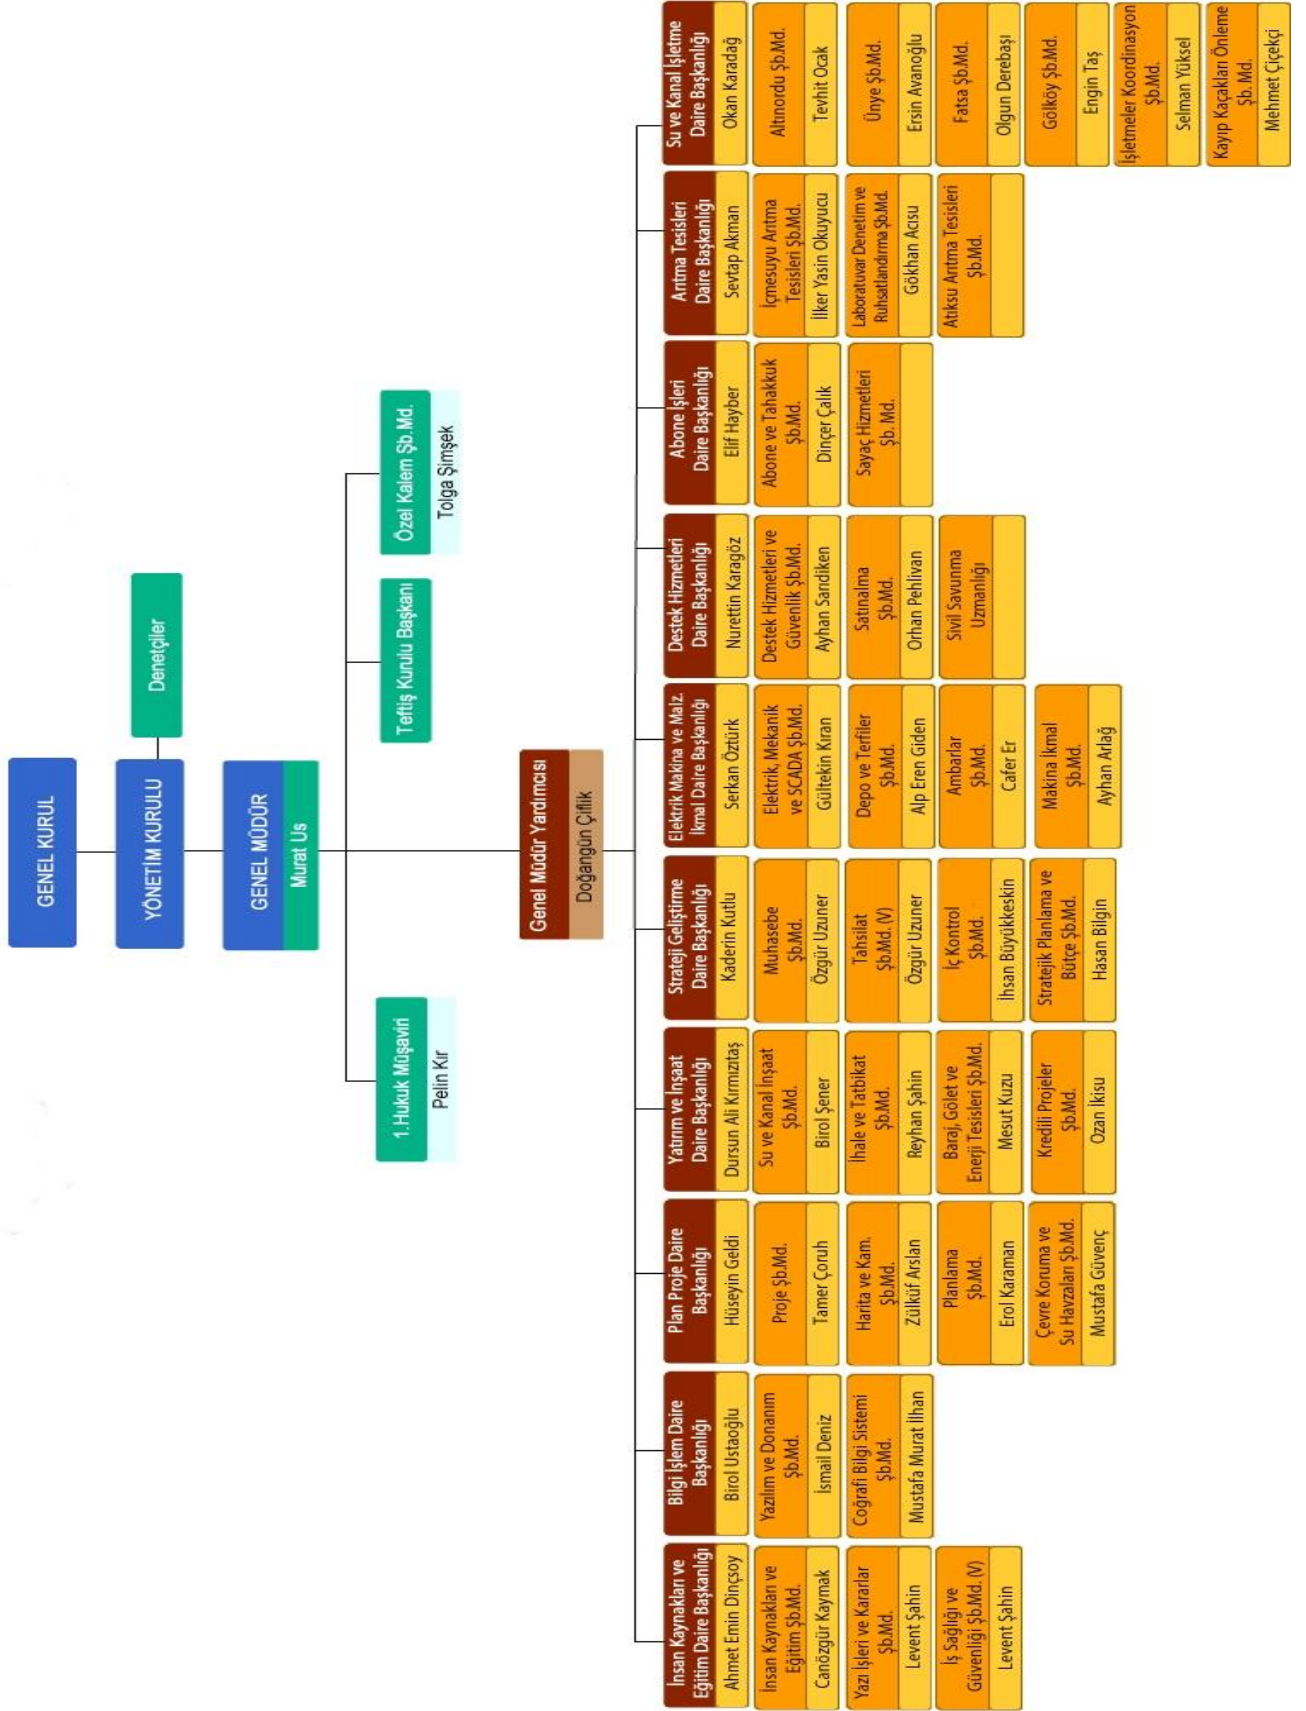 GENEL KURUL
YÖNETİM KURULU
Denetçiler
GENEL MÜDÜR
Murat Us
1.Hukuk Müşaviri
Pelin Kır
Teftiş Kurulu Başkanı
Özel Kalem Şb.Md.
Tolga Şimşek
Genel Müdür Yardımcısı
Doğangün Çiflik
İnsan Kaynakları ve
Eğitim Daire Başkanlığı
Ahmet Emin Dinçsoy
İnsan Kaynakları ve
Eğitim Şb.Md.
Canözgür Kaymak
Yazı İşleri ve Kararlar
Şb.Md.
Levent Şahin
İş Sağlığı ve
Güvenliği Şb.Md. (V)
Levent Şahin
Bilgi İşlem Daire
Başkanlığı
Birol Ustaoğlu
Yazılım ve Donanım
Şb.Md.
İsmail Deniz
Coğrafi Bilgi Sistemi
Şb.Md.
Mustafa Murat İlhan
Plan Proje Daire
Başkanlığı
Hüseyin Geldi
Proje Şb.Md.
Tamer Çoruh
Harita ve Kam.
Şb.Md.
Zülküf Arslan
Planlama
Şb.Md.
Erol Karaman
Çevre Koruma ve
Su Havzaları Şb.Md.
Mustafa Güvenç
Yatırım ve İnşaat
Daire Başkanlığı
Dursun Ali Kırmızıtaş
Su ve Kanal İnşaat
Şb.Md.
Birol Şener
İhale ve Tatbikat
Şb.Md.
Reyhan Şahin
Baraj, Gölet ve
Enerji Tesisleri Şb.Md.
Mesut Kuzu
Kredili Projeler
Şb.Md.
Ozan İkisu
Strateji Geliştirme
Daire Başkanlığı
Kaderin Kutlu
Muhasebe
Şb.Md.
Özgür Uzuner
Tahsilat
Şb.Md. (V)
Özgür Uzuner
İç Kontrol
Şb.Md.
İhsan Büyükkeskin
Stratejik Planlama ve
Bütçe Şb.Md.
Hasan Bilgin
Elektrik Makina ve Malz.
İkmal Daire Başkanlığı
Serkan Öztürk
Elektrik, Mekanik
ve SCADA Şb.Md.
Gültekin Kıran
Depo ve Terfiler
Şb.Md.
Alp Eren Giden
Ambarlar
Şb.Md.
Cafer Er
Makina İkmal
Şb.Md.
Ayhan Arlağ
Destek Hizmetleri
Daire Başkanlığı
Nurettin Karagöz
Destek Hizmetleri ve
Güvenlik Şb.Md.
Ayhan Sarıdiken
Satınalma
Şb.Md.
Orhan Pehlivan
Sivil Savunma
Uzmanlığı
Abone İşleri
Daire Başkanlığı
Elif Hayber
Abone ve Tahakkuk
Şb.Md.
Dinçer Çalık
Sayaç Hizmetleri
Şb. Md.
Arıtma Tesisleri
Daire Başkanlığı
Sevtap Akman
İçmesuyu Arıtma
Tesisleri Şb.Md.
İlker Yasin Okuyucu
Laboratuvar Denetim ve
Ruhsatlandırma Şb.Md.
Gökhan Acısu
Atıksu Arıtma Tesisleri
Şb.Md.
Su ve Kanal İşletme
Daire Başkanlığı
Okan Karadağ
Altınordu Şb.Md.
Tevhit Ocak
Ünye Şb.Md.
Ersin Avanoğlu
Fatsa Şb.Md.
Olgun Derebaşı
Gölköy Şb.Md.
Engin Taş
İşletmeler Koordinasyon
Şb.Md.
Selman Yüksel
Kayıp Kaçakları Önleme
Şb. Md.
Mehmet Çiçekçi